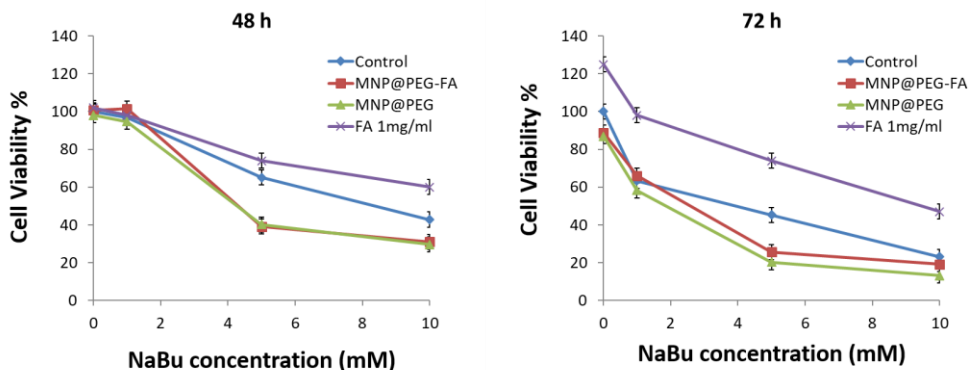 48 h
140
120
100
80
60
40
20
0
0
2
4
6
8
10
Cell Viability %
NaBu concentration (mM)
Control
MNP@PEG-FA
MNP@PEG
FA 1mg/ml
72 h
140
120
100
80
60
40
20
0
0
2
4
6
8
10
Cell Viability %
NaBu concentration (mM)
Control
MNP@PEG-FA
MNP@PEG
FA 1mg/ml